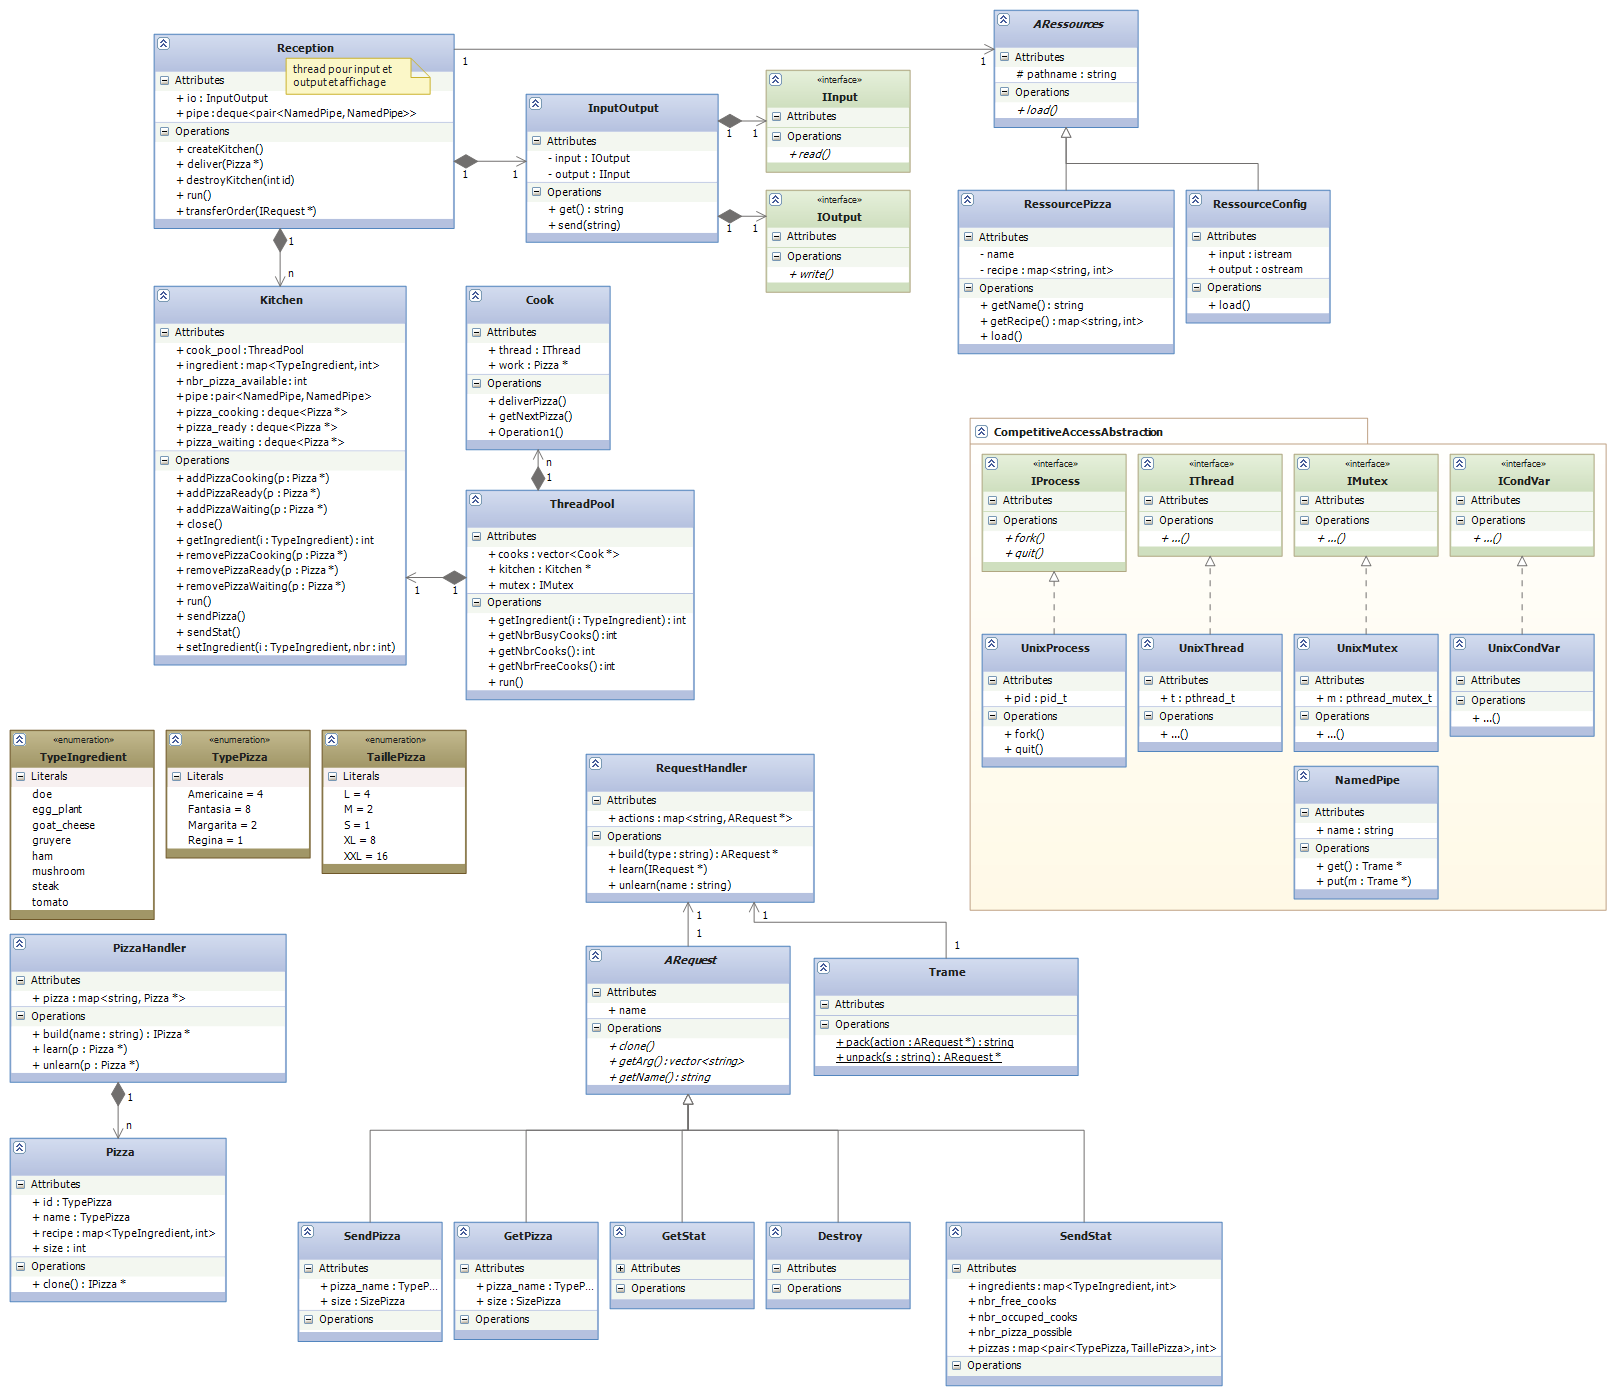 Reception
thread pour input et
output et affichage
Attributes
+ io : InputOutput
+ pipe : deque<pair<NamedPipe, NamedPipe>>
Operations
+ createKitchen()
+ deliver(Pizza *)
+ destroyKitchen(int id)
+ run()
+ transferOrder(IRequest *)
1
1
1
1
1
n
InputOutput
Attributes
- input : IOutput
- output : IInput
Operations
+ get() : string
+ send(string)
1
1
1
1
«interface»
IInput
Attributes
Operations
+ read()
«interface»
IOutput
Attributes
Operations
+ write()
ARessources
Attributes
# pathname : string
Operations
+ load()
RessourcePizza
Attributes
- name
- recipe : map<string, int>
Operations
+ getName() : string
+ getRecipe() : map<string, int>
+ load()
RessourceConfig
Attributes
+ input : istream
+ output : ostream
Operations
+ load()
Kitchen
Attributes
+ cook_pool : ThreadPool
+ ingredient : map<TypeIngredient, int>
+ nbr_pizza_available : int
+ pipe : pair<NamedPipe, NamedPipe>
+ pizza_cooking : deque<Pizza *>
+ pizza_ready : deque<Pizza *>
+ pizza_waiting : deque<Pizza *>
Operations
+ addPizzaCooking(p : Pizza *)
+ addPizzaReady(p : Pizza *)
+ addPizzaWaiting(p : Pizza *)
+ close()
+ getIngredient(i : TypeIngredient) : int
+ removePizzaCooking(p : Pizza *)
+ removePizzaReady(p : Pizza *)
+ removePizzaWaiting(p : Pizza *)
+ run()
+ sendPizza()
+ sendStat()
+ setIngredient(i : TypeIngredient, nbr : int)
Cook
Attributes
+ thread : IThread
+ work : Pizza *
Operations
+ deliverPizza()
+ getNextPizza()
+ Operation1()
n
1
ThreadPool
Attributes
+ cooks : vector<Cook *>
+ kitchen : Kitchen *
+ mutex : IMutex
Operations
+ getIngredient(i : TypeIngredient) : int
+ getNbrBusyCooks() : int
+ getNbrCooks() : int
+ getNbrFreeCooks() : int
+ run()
1
1
CompetitiveAccessAbstraction
«interface»
IProcess
Attributes
Operations
+ fork()
+ quit()
«interface»
IThread
Attributes
Operations
+ ...()
«interface»
IMutex
Attributes
Operations
+ ...()
«interface»
ICondVar
Attributes
Operations
+ ...()
UnixProcess
Attributes
+ pid : pid_t
Operations
+ fork()
+ quit()
UnixThread
Attributes
+ t : pthread_t
Operations
+ ...()
UnixMutex
Attributes
+ m : pthread_mutex_t
Operations
+ ...()
UnixCondVar
Attributes
Operations
+ ...()
NamedPipe
Attributes
+ name : string
Operations
+ get() : Trame *
+ put(m : Trame *)
«enumeration»
TypeIngredient
Literals
doe
egg_plant
goat_cheese
gruyere
ham
mushroom
steak
tomato
«enumeration»
TypePizza
Literals
Americaine = 4
Fantasia = 8
Margarita = 2
Regina = 1
«enumeration»
TaillePizza
Literals
L = 4
M = 2
S = 1
XL = 8
XXL = 16
RequestHandler
Attributes
+ actions : map<string, ARequest *>
Operations
+ build(type : string) : ARequest *
+ learn(IRequest *)
+ unlearn(name : string)
1
1
1
1
ARequest
Attributes
+ name
Operations
+ clone()
+ getArg() : vector<string>
+ getName() : string
Trame
Attributes
Operations
+ pack(action : ARequest *) : string
+ unpack(s : string) : ARequest *
PizzaHandler
Attributes
+ pizza : map<string, Pizza *>
Operations
+ build(name : string) : IPizza *
+ learn(p : Pizza *)
+ unlearn(p : Pizza *)
1
n
Pizza
Attributes
+ id : TypePizza
+ name : TypePizza
+ recipe : map<TypeIngredient, int>
+ size : int
Operations
+ clone() : IPizza *
SendPizza
Attributes
+ pizza_name : TypeP...
+ size : SizePizza
Operations
GetPizza
Attributes
+ pizza_name : TypeP...
+ size : SizePizza
Operations
GetStat
Attributes
Operations
Destroy
Attributes
Operations
SendStat
Attributes
+ ingredients : map<TypeIngredient, int>
+ nbr_free_cooks
+ nbr_occuped_cooks
+ nbr_pizza_possible
+ pizzas : map<pair<TypePizza, TaillePizza>, int>
Operations